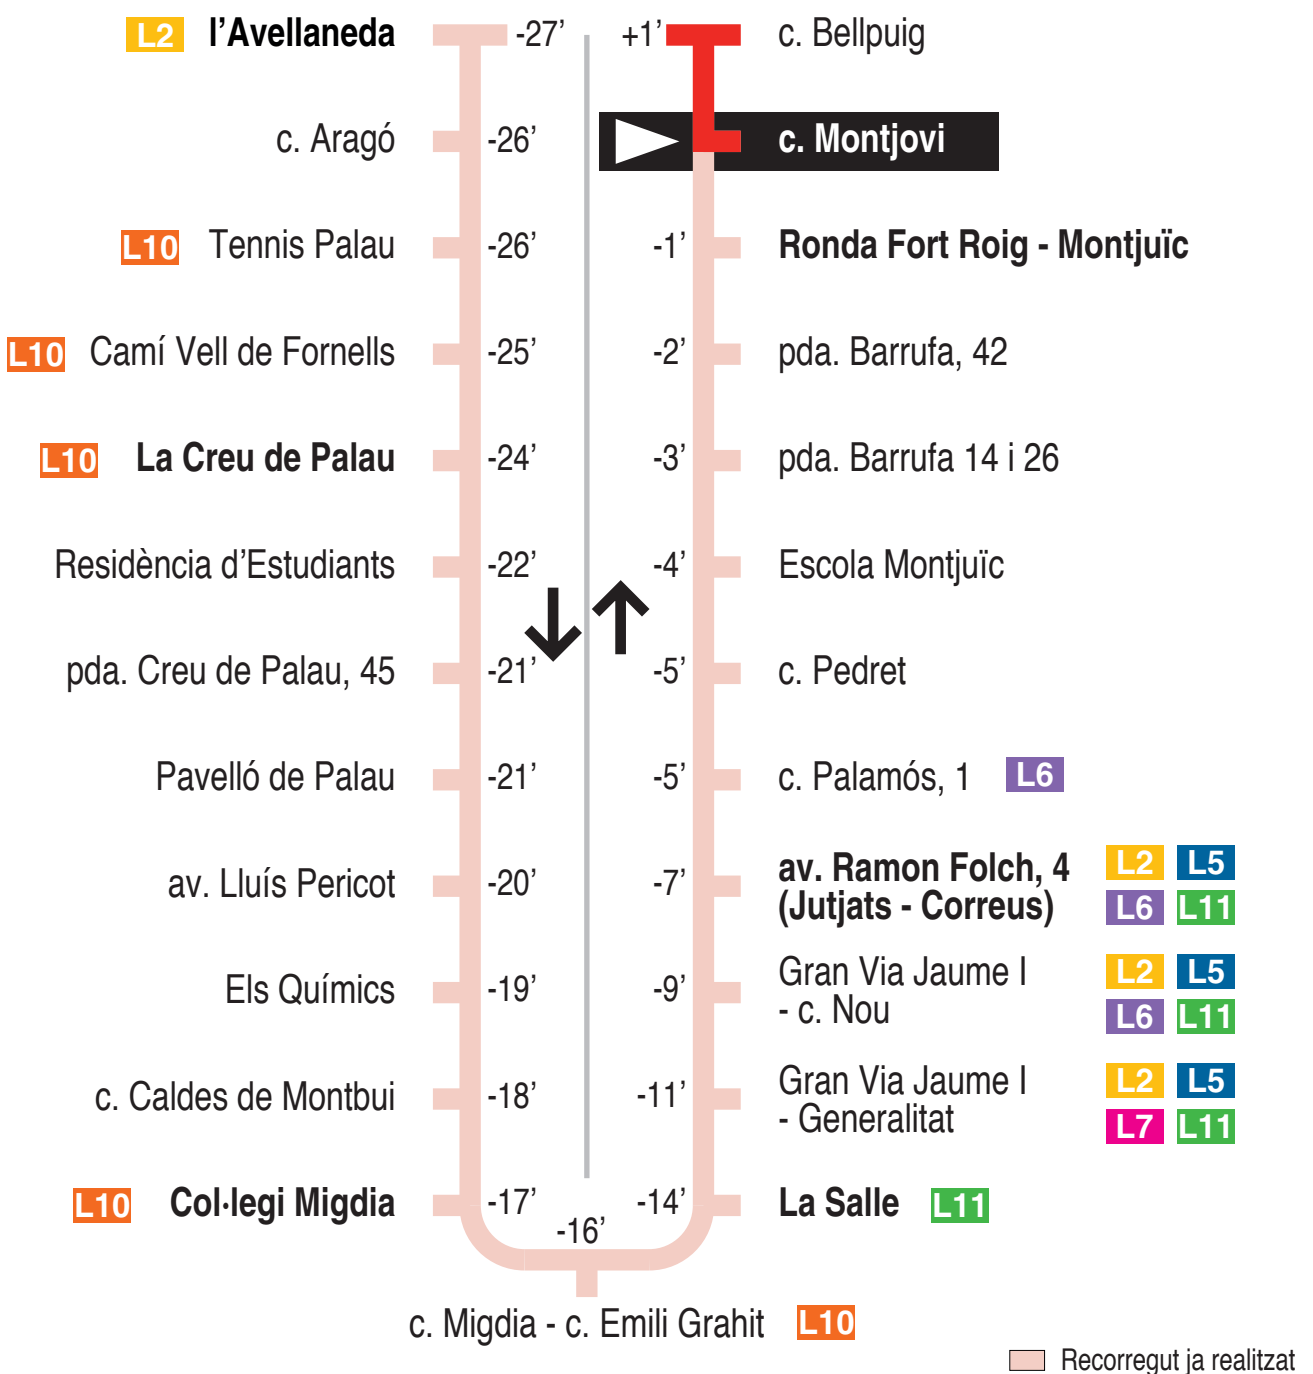 L2 l’Avellaneda -27’
c. Aragó -26’
L10 Tennis Palau -26’
L10 Camí Vell de Fornells -25’
L10 La Creu de Palau -24’
Residència d’Estudiants -22’
pda. Creu de Palau, 45 -21’
Pavelló de Palau -21’
av. Lluís Pericot -20’
Els Químics -19’
c. Caldes de Montbui -18’
L10 Col·legi Migdia -17’
-16’
c. Migdia - c. Emili Grahit L10
+1’ c. Bellpuig
c. Montjovi
-1’ Ronda Fort Roig - Montjuïc
-2’ pda. Barrufa, 42
-3’ pda. Barrufa 14 i 26
-4’ Escola Montjuïc
-5’ c. Pedret
-5’ c. Palamós, 1 L6
-7’ av. Ramon Folch, 4 L2 L5
(Jutjats - Correus) L6 L11
-9’ Gran Via Jaume I L2 L5
- c. Nou L6 L11
-11’ Gran Via Jaume I L2 L5
- Generalitat L7 L11
-14’ La Salle L11
Recorregut ja realitzat